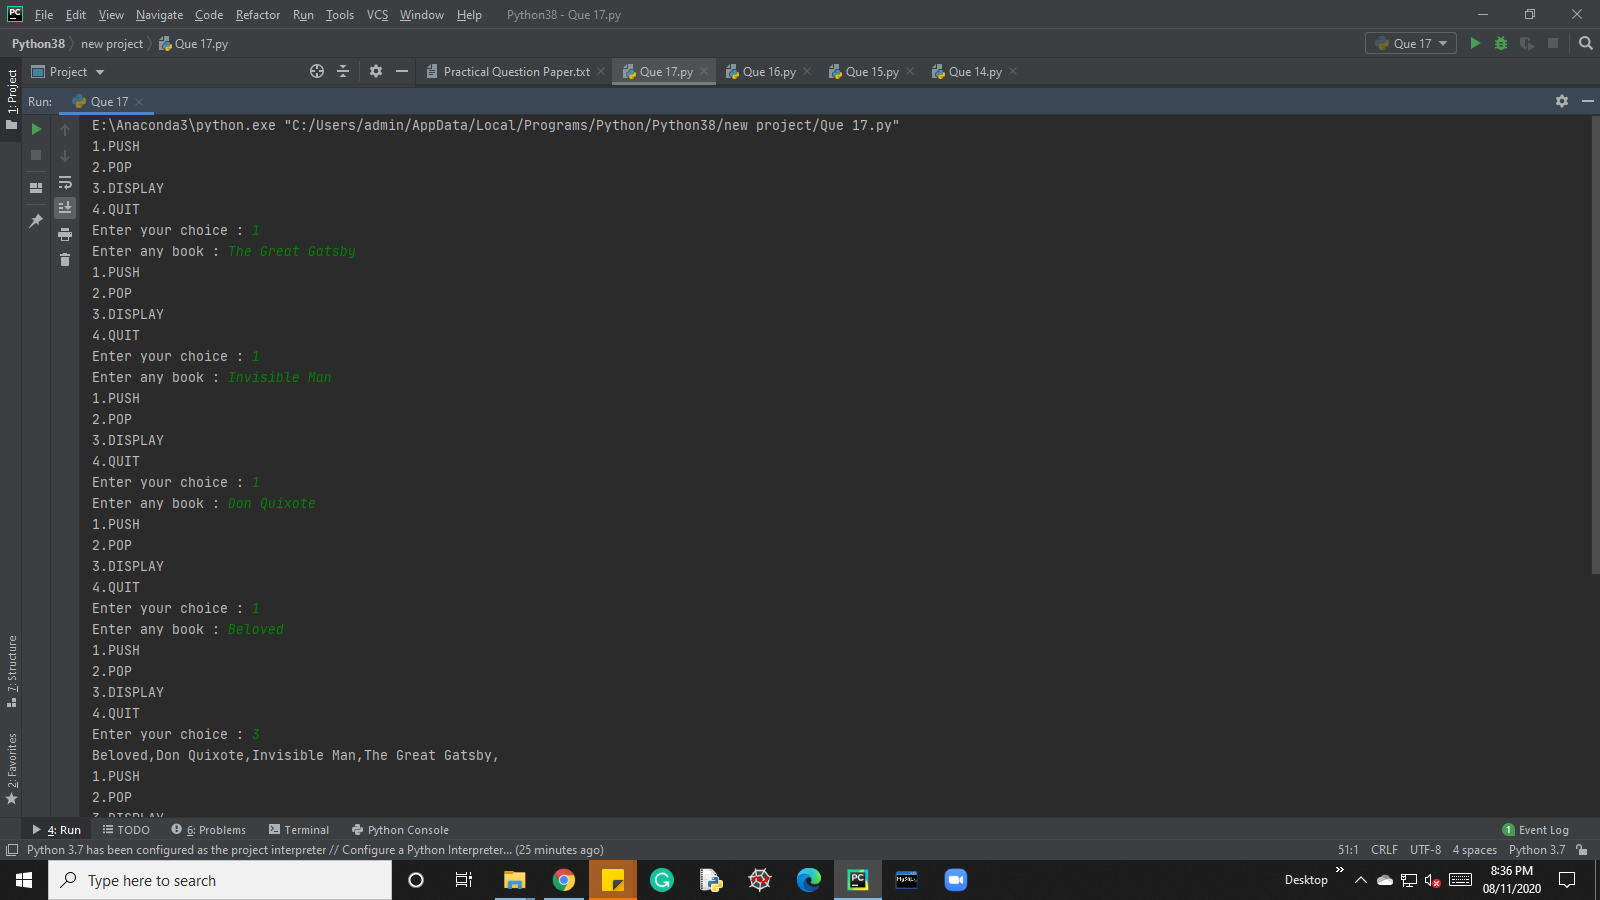 PC File Edit View Navigate Code Refactor Run Tools VCS Window Help Python38 - Que 17.py
Python38 new project Que 17.py Que 17
1: Project Project Practical Question Paper.txt Que 17.py Que 16.py Que 15.py Que 14.py
Run: Que 17
E:\Anaconda3\python.exe "C:/Users/admin/AppData/Local/Programs/Python/Python38/new project/Que 17.py"
1.PUSH
2.POP
3.DISPLAY
4.QUIT
Enter your choice : 1
Enter any book : The Great Gatsby
1.PUSH
2.POP
3.DISPLAY
4.QUIT
Enter your choice : 1
Enter any book : Invisible Man
1.PUSH
2.POP
3.DISPLAY
4.QUIT
Enter your choice : 1
Enter any book : Don Quixote
1.PUSH
2.POP
3.DISPLAY
4.QUIT
Enter your choice : 1
Enter any book : Beloved
1.PUSH
2.POP
3.DISPLAY
4.QUIT
Enter your choice : 3
Beloved,Don Quixote,Invisible Man,The Great Gatsby,
1.PUSH
2.POP
3.DISPLAY
7: Structure
2: Favorites
4: Run TODO 6: Problems Terminal Python Console 1 Event Log
Python 3.7 has been configured as the project interpreter // Configure a Python Interpreter... (25 minutes ago) 51:1 CRLF UTF-8 4 spaces Python 3.7
Type here to search PC MySQL Desktop 8:36 PM
08/11/2020